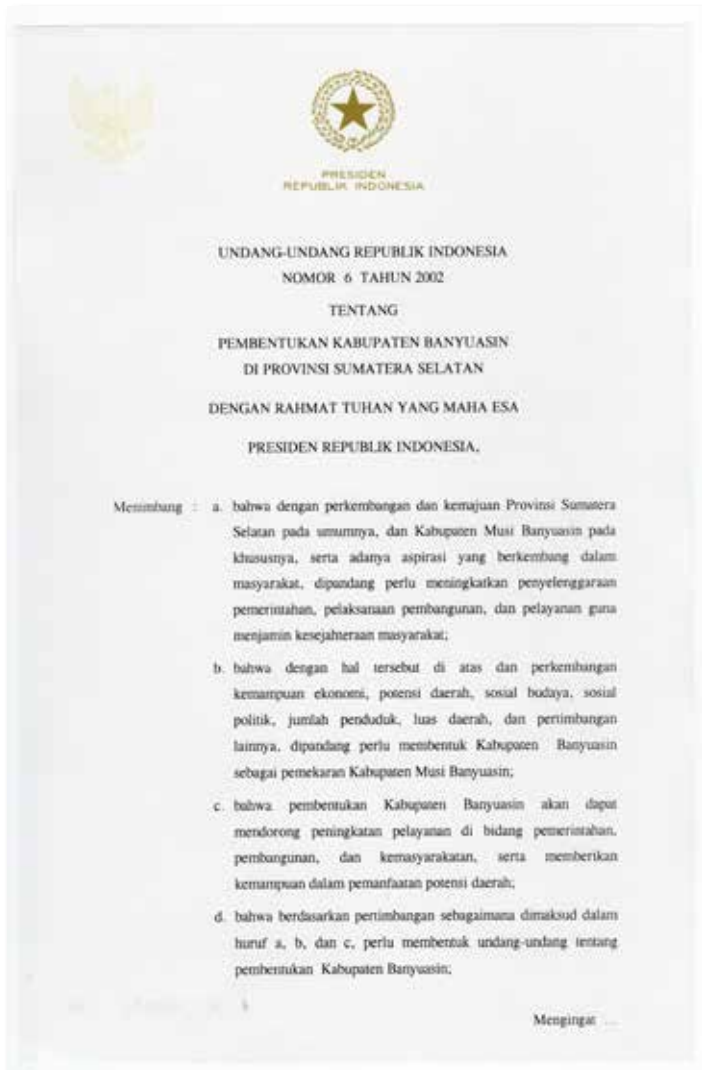 PRESIDEN
REPUBLIK INDONESIA
UNDANG-UNDANG REPUBLIK INDONESIA
NOMOR 6 TAHUN 2002
TENTANG
PEMBENTUKAN KABUPATEN BANYUASIN
DI PROVINSI SUMATERA SELATAN
DENGAN RAHMAT TUHAN YANG MAHA ESA
PRESIDEN REPUBLIK INDONESIA,
Menimbang : a. bahwa dengan perkembangan dan kemajuan Provinsi Sumatera
Selatan pada umumnya, dan Kabupaten Musi Banyuasin pada
khususnya, serta adanya aspirasi yang berkembang dalam
masyarakat, dipandang perlu meningkatkan penyelenggaraan
pemerintahan, pelaksanaan pembangunan, dan pelayanan guna
menjamin kesejahteraan masyarakat;
b. bahwa dengan hal tersebut di atas dan perkembangan
kemampuan ekonomi, potensi daerah, sosial budaya, sosial
politik, jumlah penduduk, luas daerah, dan pertimbangan
lainnya, dipandang perlu membentuk Kabupaten Banyuasin
sebagai pemekaran Kabupaten Musi Banyuasin;
c. bahwa pembentukan Kabupaten Banyuasin akan dapat
mendorong peningkatan pelayanan di bidang pemerintahan,
pembangunan, dan kemasyarakatan, serta memberikan
kemampuan dalam pemanfaatan potensi daerah;
d. bahwa berdasarkan pertimbangan sebagaimana dimaksud dalam
huruf a, b, dan c, perlu membentuk undang-undang tentang
pembentukan Kabupaten Banyuasin;
Mengingat ...